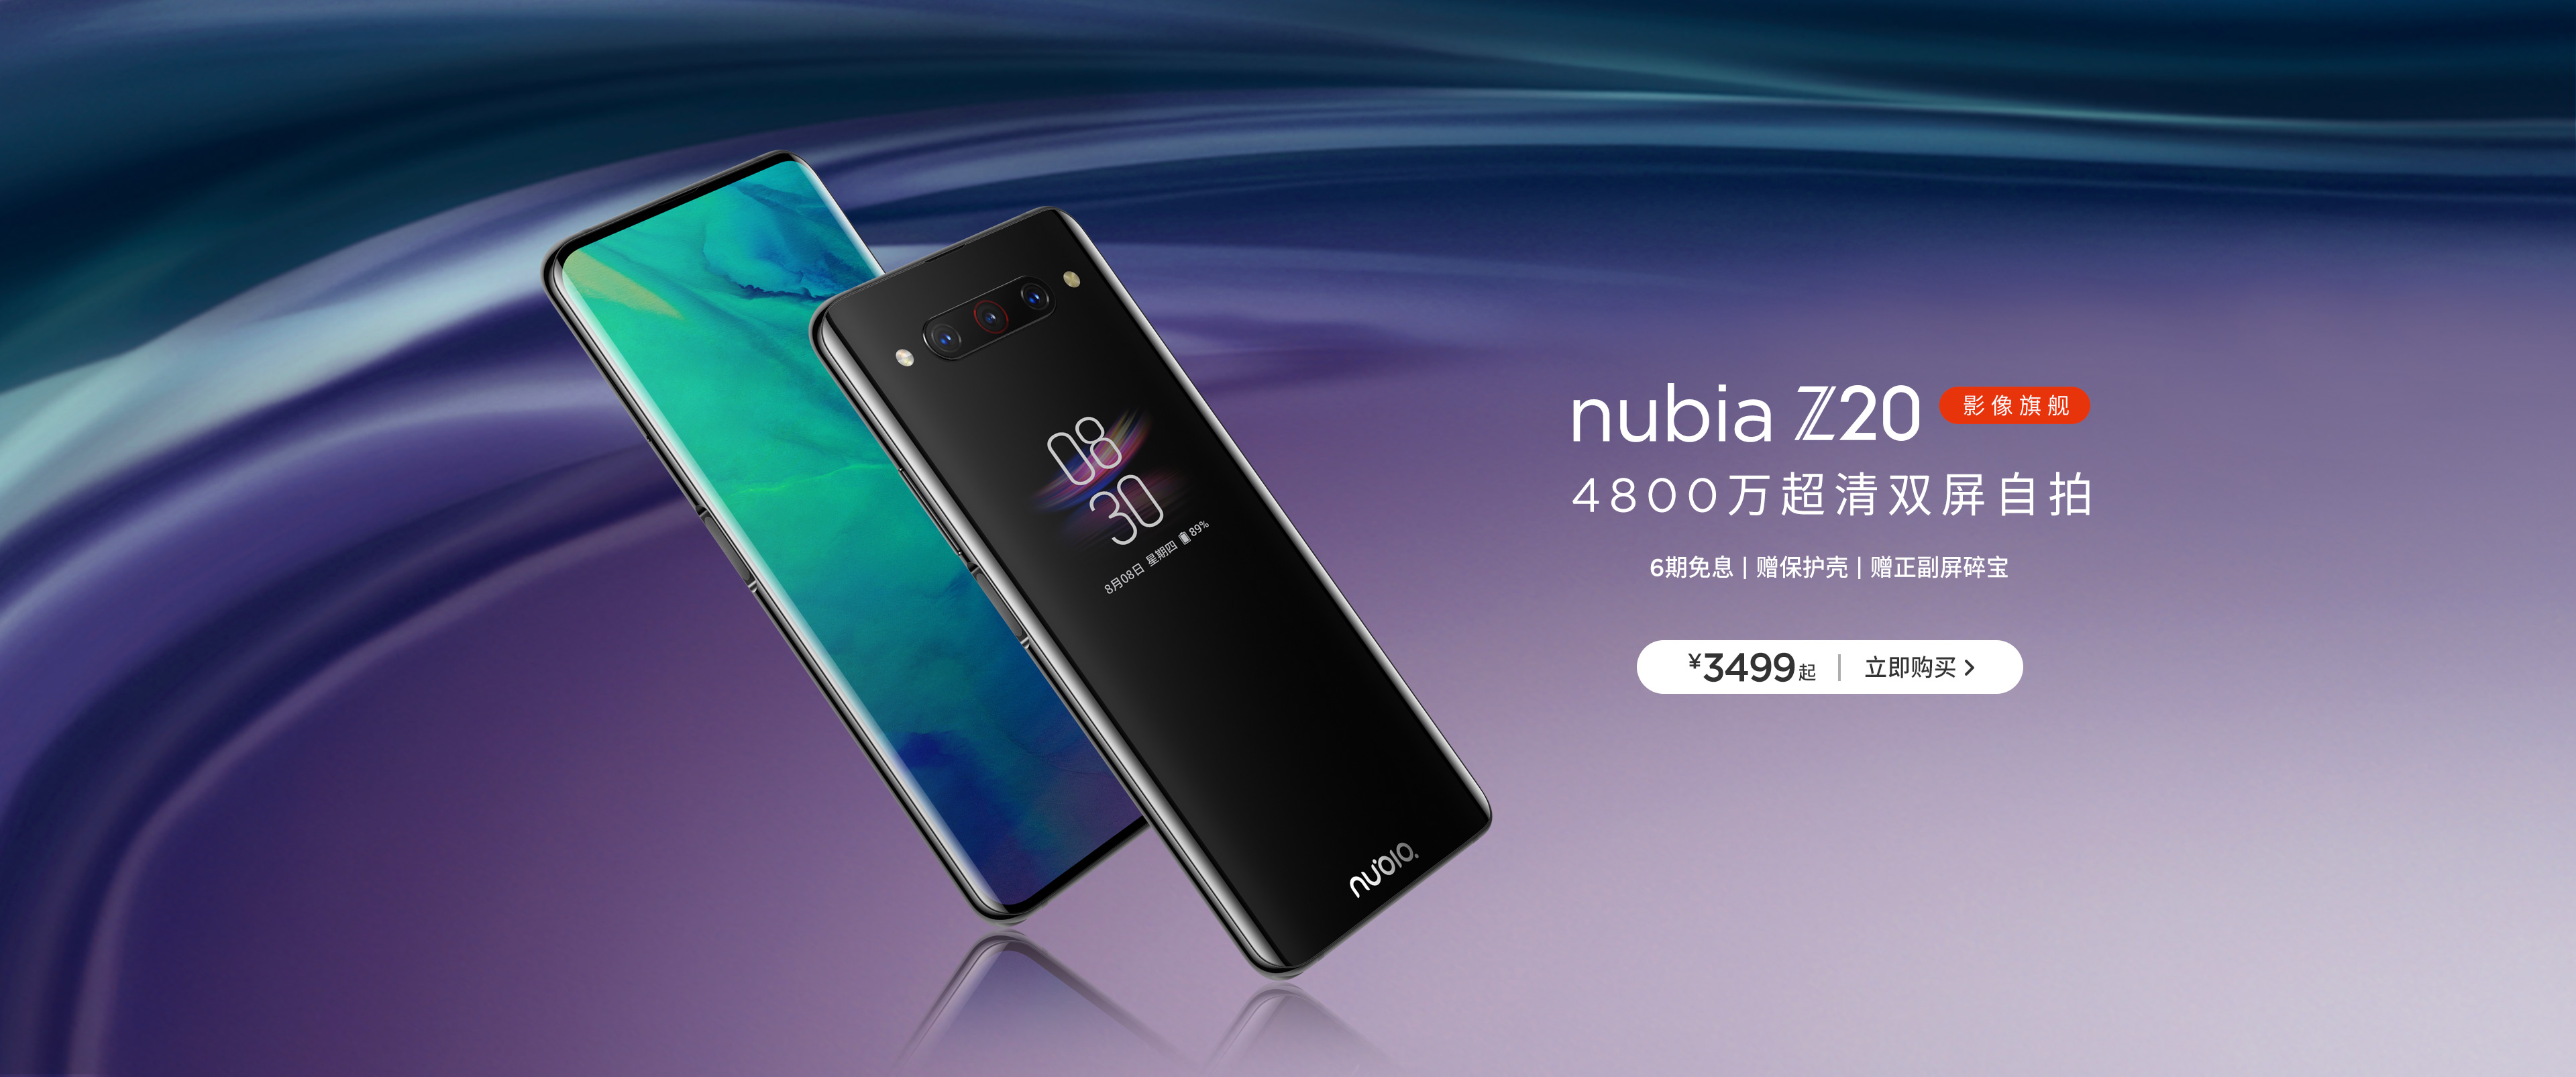 08
30
8月08日 星期四 89%
nubia
nubia Z20 影像旗舰
4800万超清双屏自拍
6期免息 | 赠保护壳 | 赠正副屏碎宝
¥3499起 | 立即购买 >